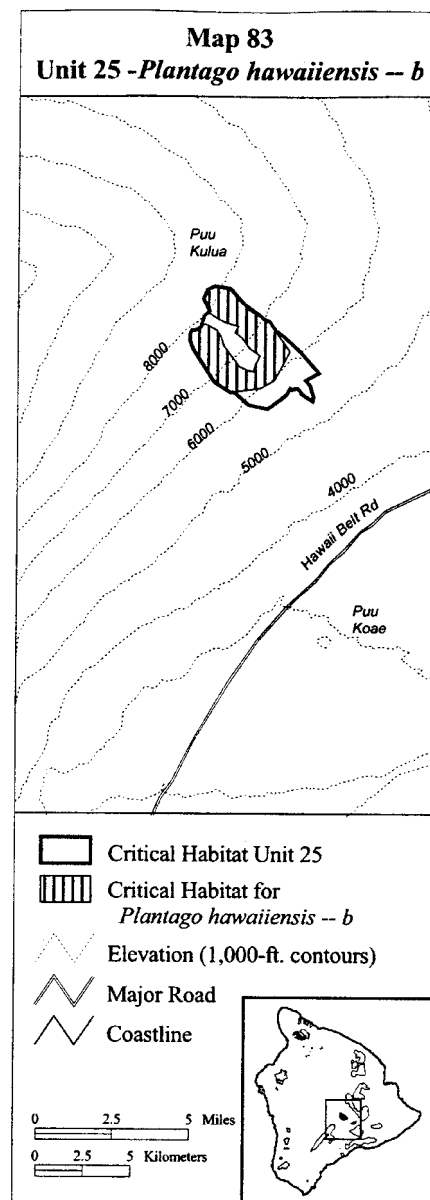 Map 83
Unit 25 -Plantago hawaiiensis -- b
Puu
Kulua
8000
7000
6000
5000
4000
Hawaii Belt Rd
Puu
Koae
Critical Habitat Unit 25
Critical Habitat for
Plantago hawaiiensis -- b
Elevation (1,000-ft. contours)
Major Road
Coastline
0 2.5 5 Miles
0 2.5 5 Kilometers